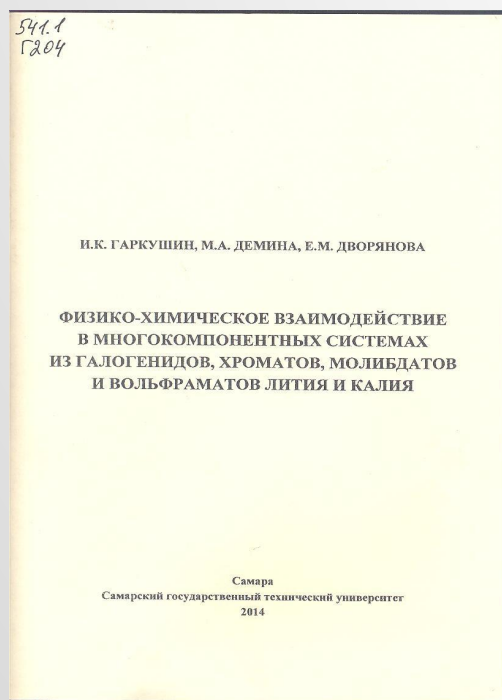 541.1
Г204
И.К. ГАРКУШИН, М.А. ДЕМИНА, Е.М. ДВОРЯНОВА
ФИЗИКО-ХИМИЧЕСКОЕ ВЗАИМОДЕЙСТВИЕ
В МНОГОКОМПОНЕНТНЫХ СИСТЕМАХ
ИЗ ГАЛОГЕНИДОВ, ХРОМАТОВ, МОЛИБДАТОВ
И ВОЛЬФРАМАТОВ ЛИТИЯ И КАЛИЯ
Самара
Самарский государственный технический университет
2014